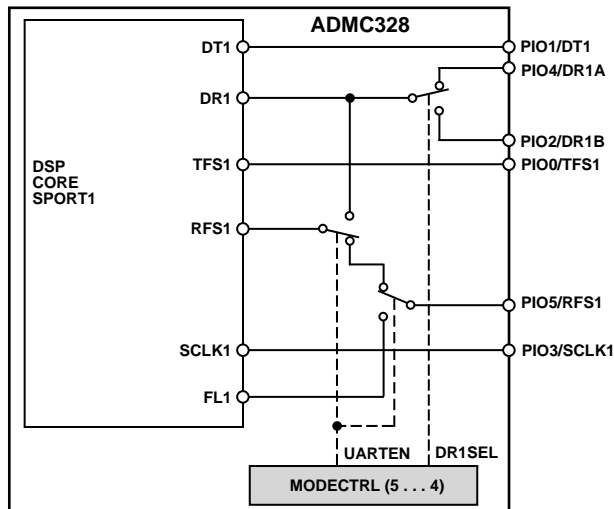 ADMC328
DT1
PIO1/DT1
PIO4/DR1A
DR1
PIO2/DR1B
DSP
CORE
SPORT1
TFS1
PIO0/TFS1
RFS1
PIO5/RFS1
SCLK1
PIO3/SCLK1
FL1
UARTEN
DR1SEL
MODECTRL (5 . . . 4)